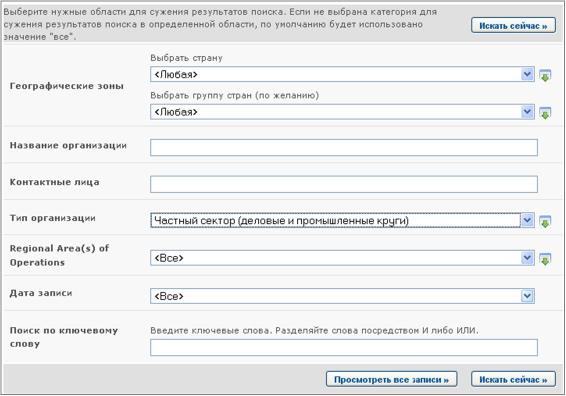 Выберите нужные области для сужения результатов поиска. Если не выбрана категория для
сужения результатов поиска в определенной области, по умолчанию будет использовано
значение "все".
Искать сейчас »
Географические зоны
Выбрать страну
<Любая>
Выбрать группу стран (по желанию)
<Любая>
Название организации
Контактные лица
Тип организации
Частный сектор (деловые и промышленные круги)
Regional Area(s) of
Operations
<Все>
Дата записи
<Все>
Поиск по ключевому
слову
Введите ключевые слова. Разделяйте слова посредством И либо ИЛИ.
Просмотреть все записи »
Искать сейчас »